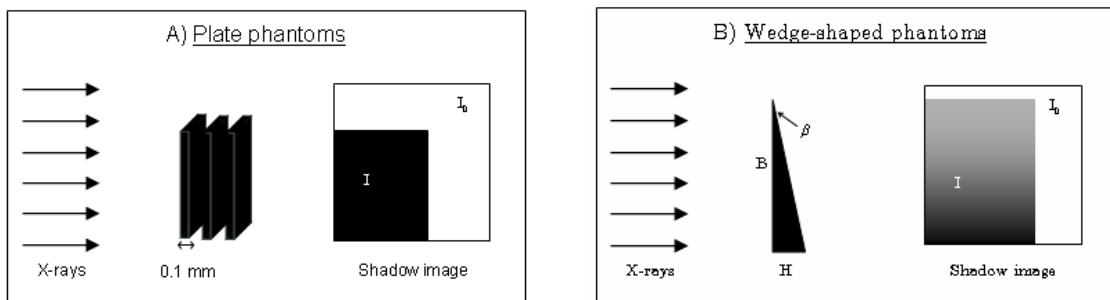 A) Plate phantoms
I₀
I
X-rays
0.1 mm
Shadow image
B) Wedge-shaped phantoms
I₀
β
B
I
X-rays
H
Shadow image